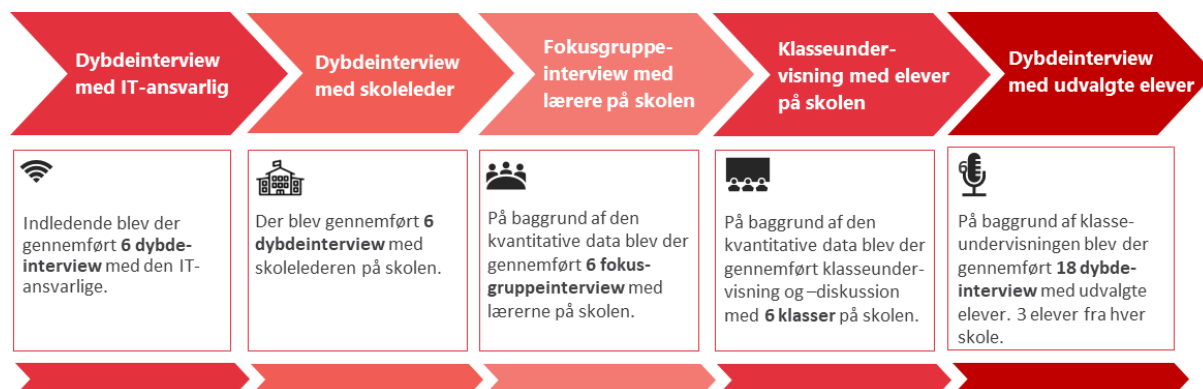 Dybdeinterview
med IT-ansvarlig
Dybdeinterview
med skoleleder
Fokusgruppe-
interview med
lærere på skolen
Klasseunder-
visning med elever
på skolen
Dybdeinterview
med udvalgte elever
Indledende blev der
gennemført 6 dybde-
interview med den IT-
ansvarlige.
Der blev gennemført 6
dybdeinterview med
skolelederen på skolen.
På baggrund af den
kvantitative data blev der
gennemført 6 fokus-
gruppeinterview med
lærerne på skolen.
På baggrund af den
kvantitative data blev der
gennemført klasseunder-
visning og –diskussion
med 6 klasser på skolen.
6
På baggrund af klasse-
undervisningen blev der
gennemført 18 dybde-
interview med udvalgte
elever. 3 elever fra hver
skole.